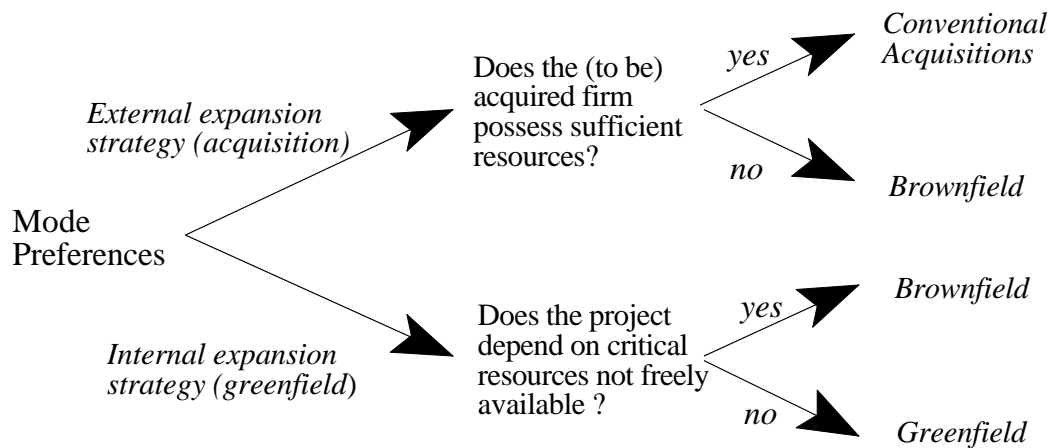 Mode
Preferences
External expansion
strategy (acquisition)
Does the (to be)
acquired firm
possess sufficient
resources?
yes
Conventional
Acquisitions
no
Brownfield
Internal expansion
strategy (greenfield)
Does the project
depend on critical
resources not freely
available ?
yes
Brownfield
no
Greenfield